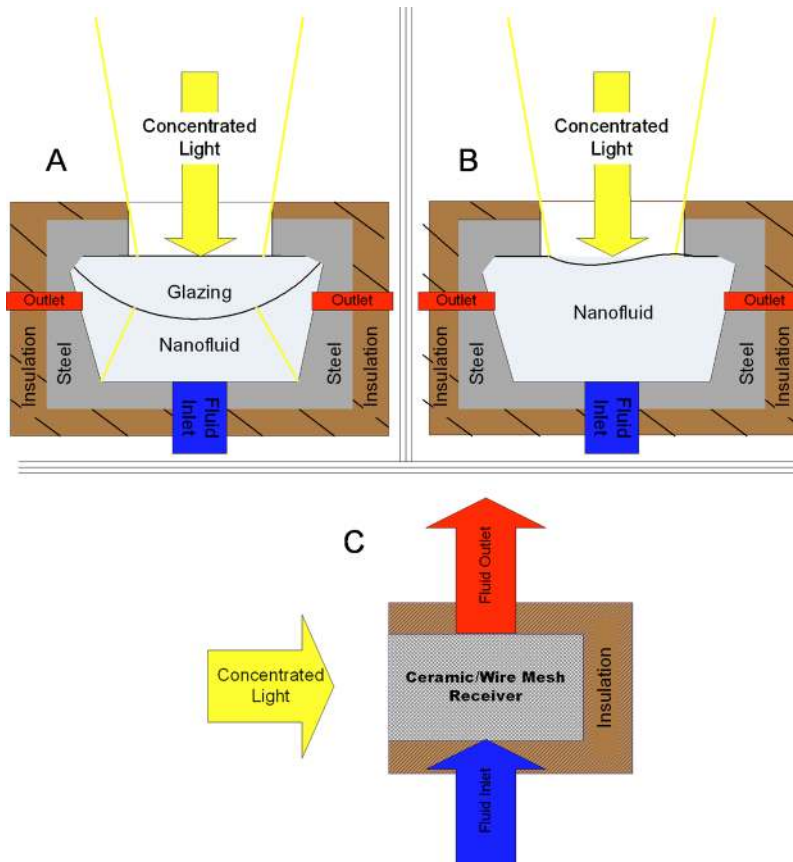 A
Concentrated
Light
Glazing
Nanofluid
Outlet
Outlet
Insulation
Steel
Steel
Insulation
Fluid
Inlet
B
Concentrated
Light
Nanofluid
Outlet
Outlet
Insulation
Steel
Steel
Insulation
Fluid
Inlet
C
Fluid Outlet
Concentrated
Light
Ceramic/Wire Mesh
Receiver
Insulation
Fluid Inlet